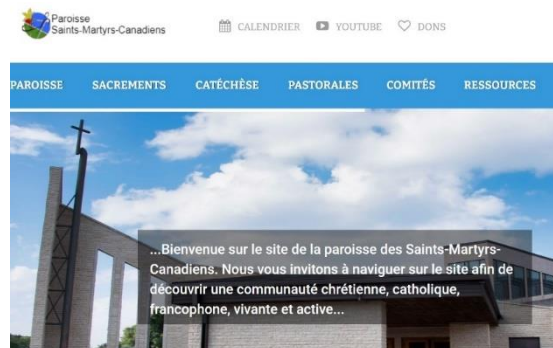 Paroisse
Saints-Martyrs-Canadiens
CALENDRIER YOUTUBE DONS
PAROISSE SACREMENTS CATÉCHÈSE PASTORALES COMITÉS RESSOURCES
...Bienvenue sur le site de la paroisse des Saints-Martyrs-
Canadiens. Nous vous invitons à naviguer sur le site afin de
découvrir une communauté chrétienne, catholique,
francophone, vivante et active...